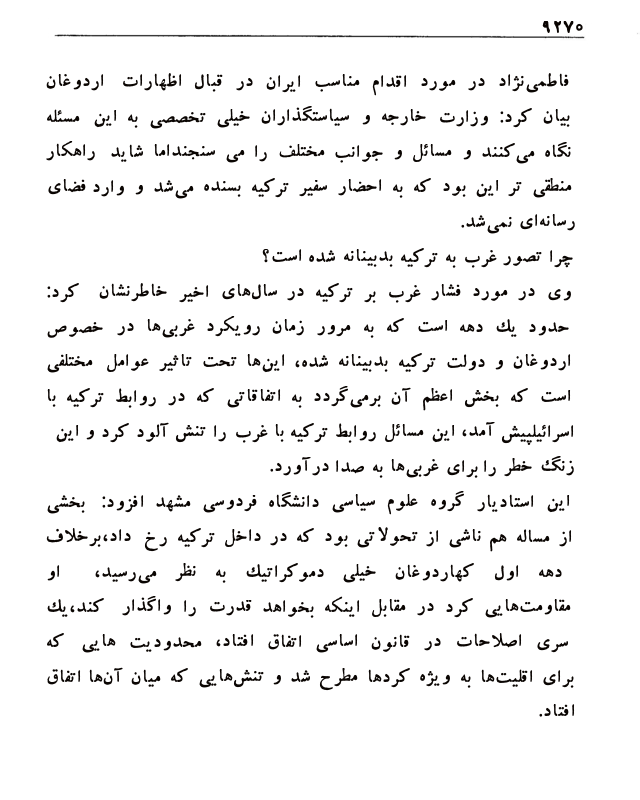 ۹۲۷۰
فاطمی‌نژاد در مورد اقدام مناسب ایران در قبال اظهارات اردوغان
بیان کرد: وزارت خارجه و سیاستگذاران خیلی تخصصی به این مسئله
نگاه می‌کنند و مسائل و جوانب مختلف را می سنجنداما شاید راهکار
منطقی تر این بود که به احضار سفیر ترکیه بسنده می‌شد و وارد فضای
رسانه‌ای نمی‌شد.
چرا تصور غرب به ترکیه بدبینانه شده است؟
وی در مورد فشار غرب بر ترکیه در سال‌های اخیر خاطرنشان کرد:
حدود یك دهه است که به مرور زمان رویکرد غربی‌ها در خصوص
اردوغان و دولت ترکیه بدبینانه شده، این‌ها تحت تاثیر عوامل مختلفی
است که بخش اعظم آن برمی‌گردد به اتفاقاتی که در روابط ترکیه با
اسرائیلپیش آمد، این مسائل روابط ترکیه با غرب را تنش آلود کرد و این
زنگ خطر را برای غربی‌ها به صدا درآورد.
این استادیار گروه علوم سیاسی دانشگاه فردوسی مشهد افزود: بخشی
از مساله هم ناشی از تحولاتی بود که در داخل ترکیه رخ داد،برخلاف
دهه اول کهاردوغان خیلی دموکراتیك به نظر می‌رسید، او
مقاومت‌هایی کرد در مقابل اینکه بخواهد قدرت را واگذار کند،یك
سری اصلاحات در قانون اساسی اتفاق افتاد، محدودیت هایی که
برای اقلیت‌ها به ویژه کردها مطرح شد و تنش‌هایی که میان آن‌ها اتفاق
افتاد.